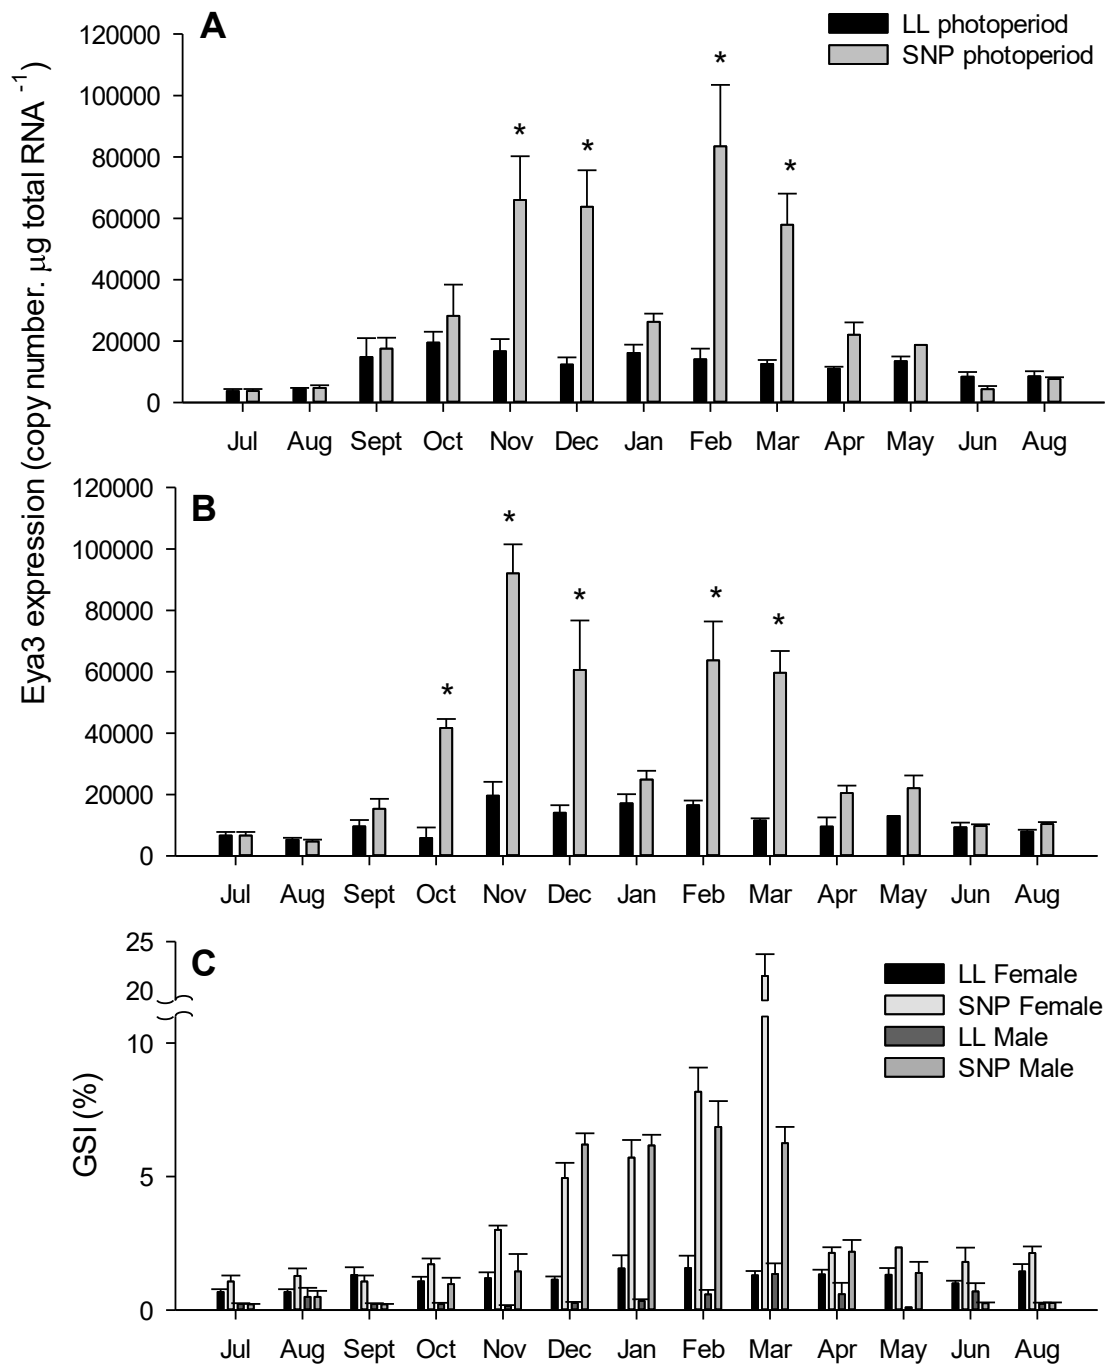 A
LL photoperiod
SNP photoperiod
Eya3 expression (copy number. µg total RNA -1)
120000
100000
80000
60000
40000
20000
0
* * * *
Jul Aug Sept Oct Nov Dec Jan Feb Mar Apr May Jun Aug
B
120000
100000
80000
60000
40000
20000
0
* * * * *
Jul Aug Sept Oct Nov Dec Jan Feb Mar Apr May Jun Aug
C
LL Female
SNP Female
LL Male
SNP Male
GSI (%)
25
20
10
5
0
Jul Aug Sept Oct Nov Dec Jan Feb Mar Apr May Jun Aug